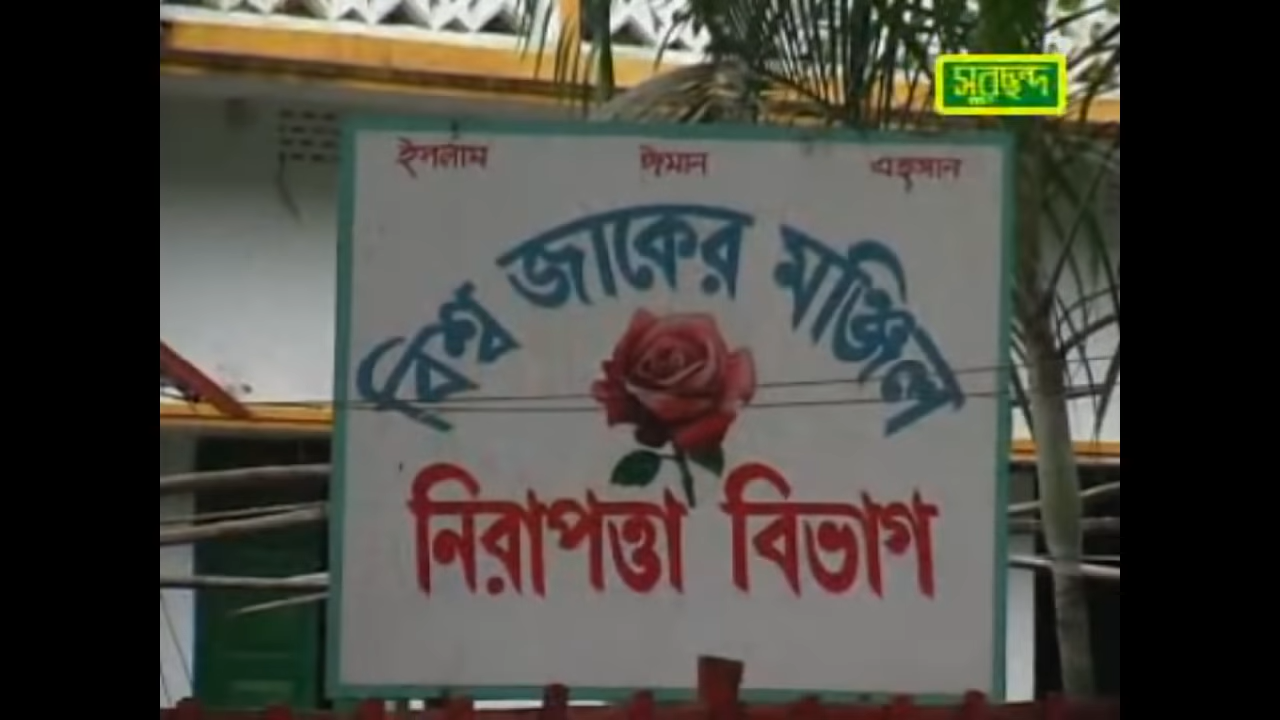 সুরছন্দ
ইসলাম ঈমান এহসান
বিশ্ব জাকের মঞ্জিল
নিরাপত্তা বিভাগ